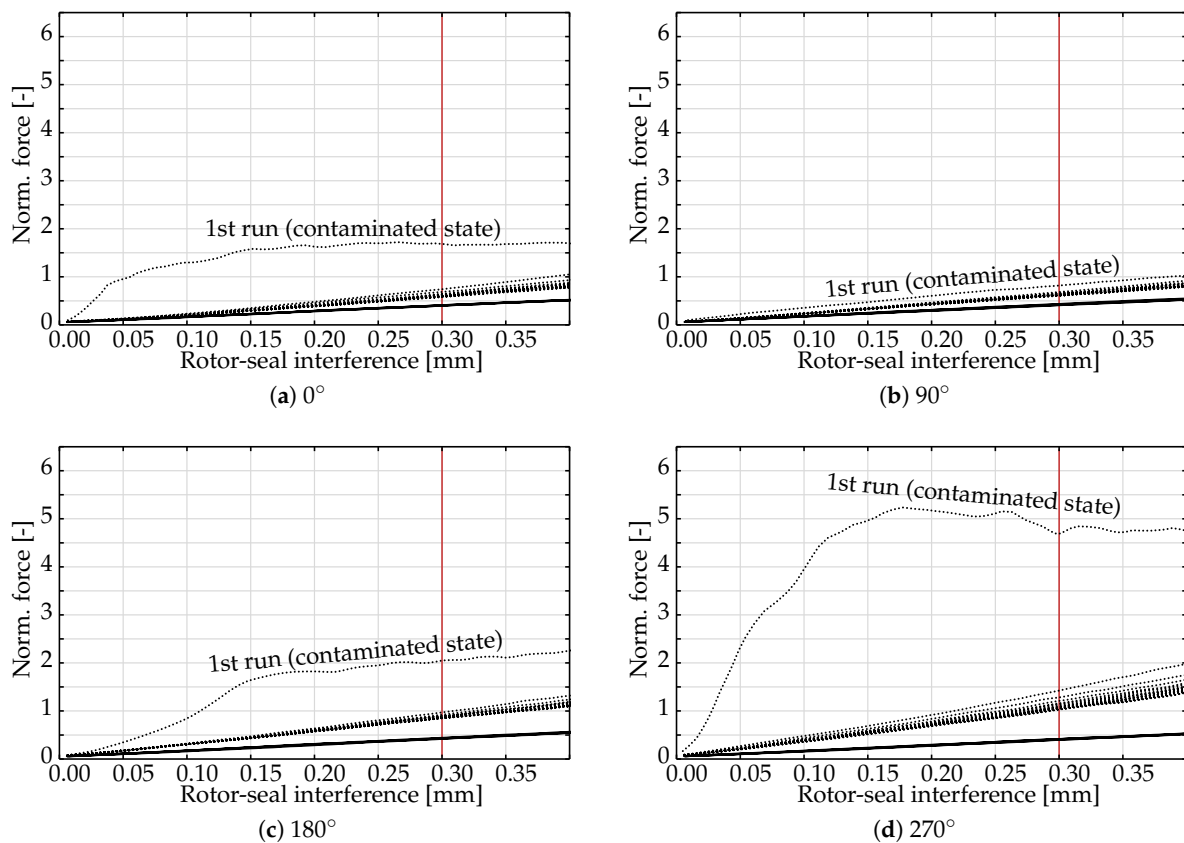 6
5
4
3
2
1
0
Norm. force [-]
1st run (contaminated state)
0.00 0.05 0.10 0.15 0.20 0.25 0.30 0.35
Rotor-seal interference [mm]
(a) 0°
6
5
4
3
2
1
0
Norm. force [-]
1st run (contaminated state)
0.00 0.05 0.10 0.15 0.20 0.25 0.30 0.35
Rotor-seal interference [mm]
(b) 90°
6
5
4
3
2
1
0
Norm. force [-]
1st run (contaminated state)
0.00 0.05 0.10 0.15 0.20 0.25 0.30 0.35
Rotor-seal interference [mm]
(c) 180°
6
5
4
3
2
1
0
Norm. force [-]
1st run (contaminated state)
0.00 0.05 0.10 0.15 0.20 0.25 0.30 0.35
Rotor-seal interference [mm]
(d) 270°